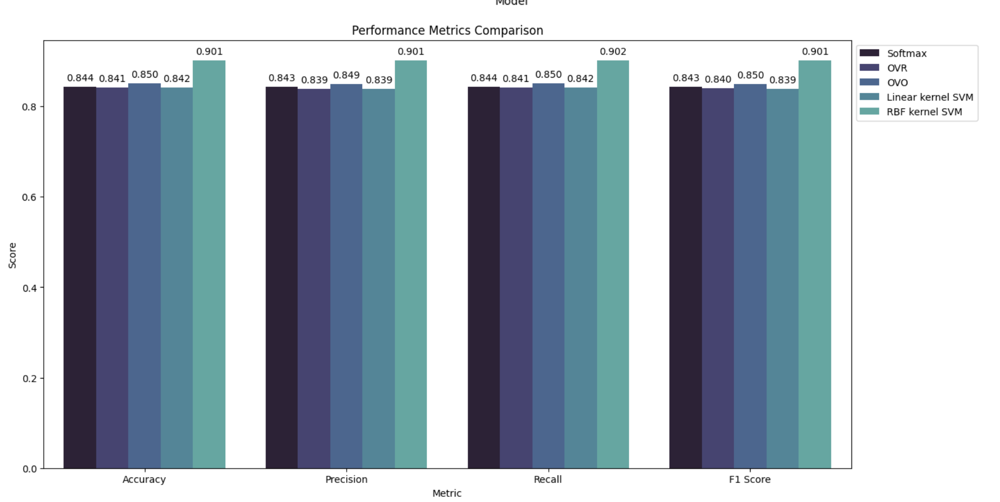 Model
Performance Metrics Comparison
0.901 0.901 0.902 0.901
0.844 0.841 0.850 0.842 0.843 0.839 0.849 0.839 0.844 0.841 0.850 0.842 0.843 0.840 0.850 0.839
Softmax
OVR
OVO
Linear kernel SVM
RBF kernel SVM
0.8
0.6
0.4
0.2
0.0
Score
Accuracy Precision Recall F1 Score
Metric